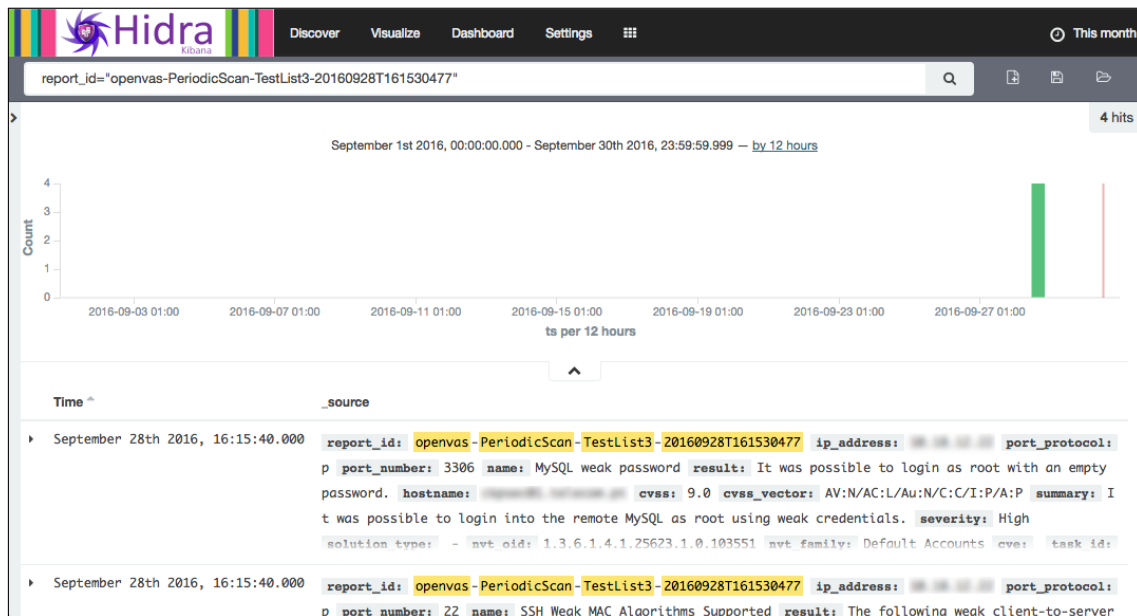 Hidra
Kibana
Discover Visualize Dashboard Settings This month
report_id="openvas-PeriodicScan-TestList3-20160928T161530477"
4 hits
September 1st 2016, 00:00:00.000 - September 30th 2016, 23:59:59.999 — by 12 hours
4
3
2
1
0
Count
2016-09-03 01:00 2016-09-07 01:00 2016-09-11 01:00 2016-09-15 01:00 2016-09-19 01:00 2016-09-23 01:00 2016-09-27 01:00
ts per 12 hours
Time _source
September 28th 2016, 16:15:40.000 report_id: openvas-PeriodicScan-TestList3-20160928T161530477 ip_address: port_protocol:
p port_number: 3306 name: MySQL weak password result: It was possible to login as root with an empty
password. hostname: cvss: 9.0 cvss_vector: AV:N/AC:L/Au:N/C:C/I:P/A:P summary: I
t was possible to login into the remote MySQL as root using weak credentials. severity: High
solution_type: - nvt_oid: 1.3.6.1.4.1.25623.1.0.103551 nvt_family: Default Accounts cve: task_id:
September 28th 2016, 16:15:40.000 report_id: openvas-PeriodicScan-TestList3-20160928T161530477 ip_address: port_protocol:
p port_number: 22 name: SSH Weak MAC Algorithms Supported result: The following weak client-to-server